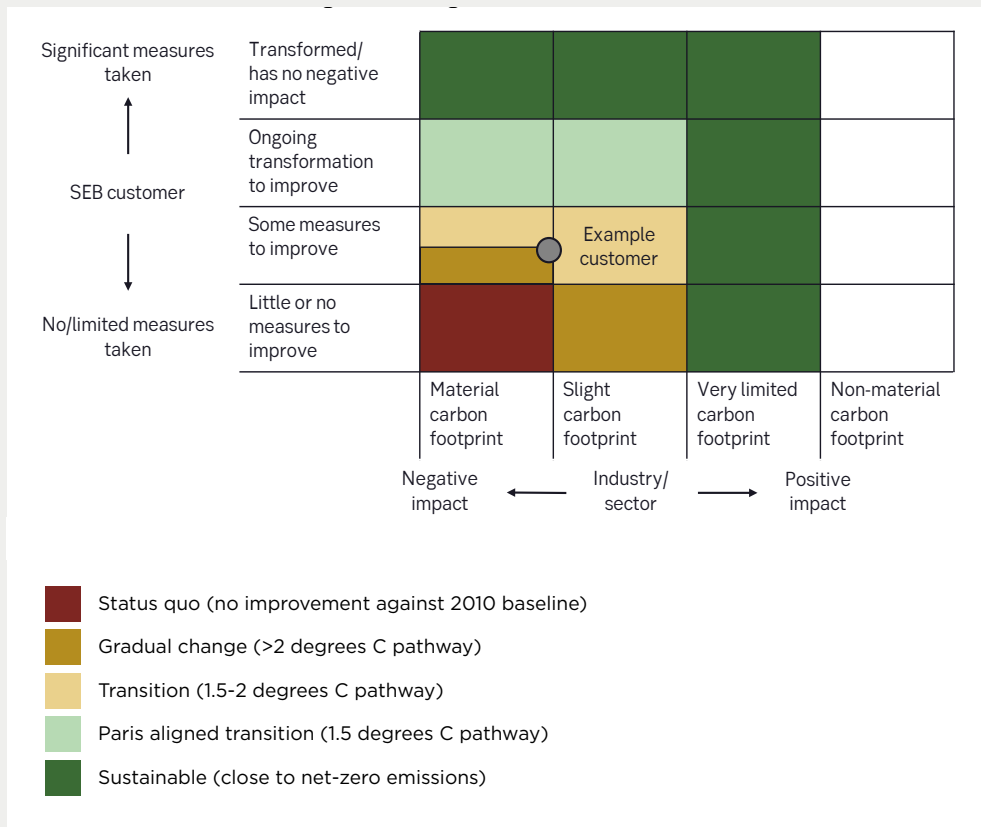 Significant measures
taken
SEB customer
No/limited measures
taken
Transformed/
has no negative
impact
Ongoing
transformation
to improve
Some measures
to improve
Little or no
measures to
improve
Example
customer
Material
carbon
footprint
Slight
carbon
footprint
Very limited
carbon
footprint
Non-material
carbon
footprint
Negative
impact
Industry/
sector
Positive
impact
Status quo (no improvement against 2010 baseline)
Gradual change (>2 degrees C pathway)
Transition (1.5-2 degrees C pathway)
Paris aligned transition (1.5 degrees C pathway)
Sustainable (close to net-zero emissions)